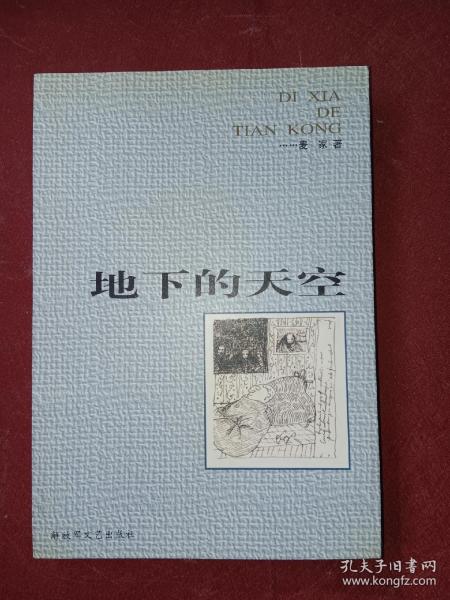 DI XIA
DE
TIAN KONG
……麦 家 著
地下的天空
解放军文艺出版社
孔夫子旧书网
www.kongfz.com